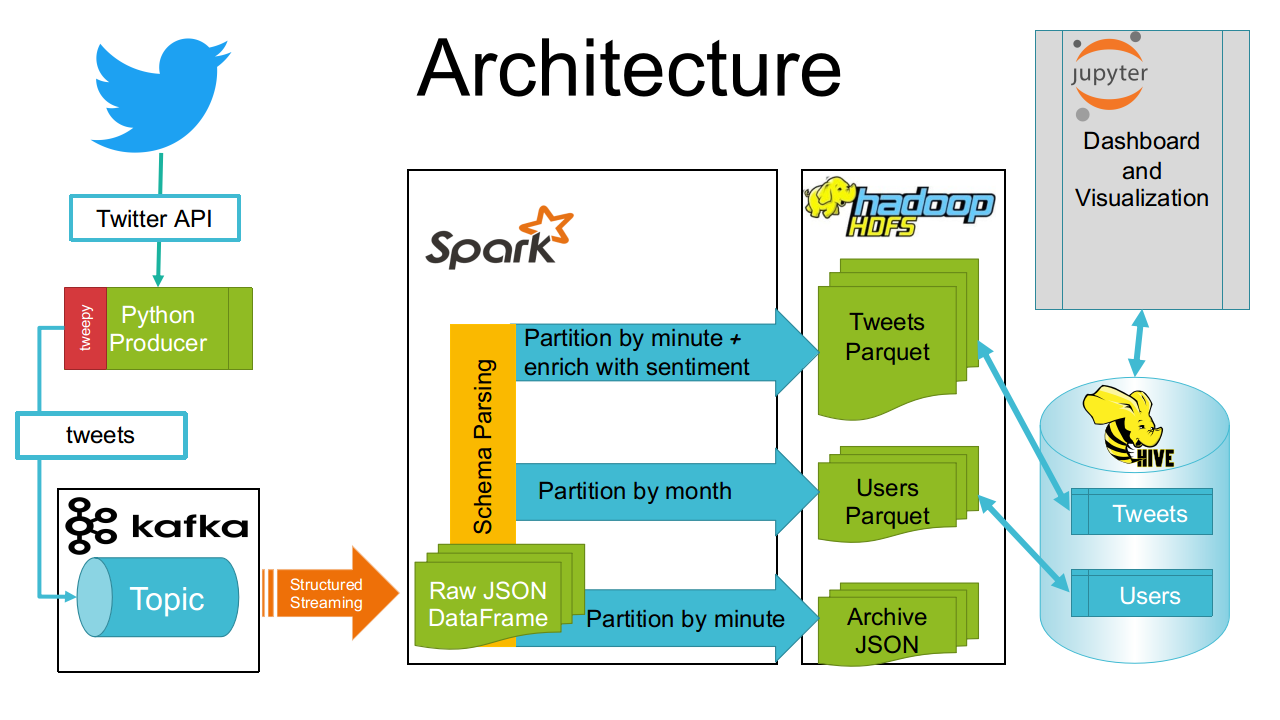 Architecture
Twitter API
tweepy
Python
Producer
tweets
kafka
Topic
Structured
Streaming
Spark
Schema Parsing
Partition by minute +
enrich with sentiment
Partition by month
Raw JSON
DataFrame
Partition by minute
hadoop
HDFS
Tweets
Parquet
Users
Parquet
Archive
JSON
jupyter
Dashboard
and
Visualization
HIVE
Tweets
Users